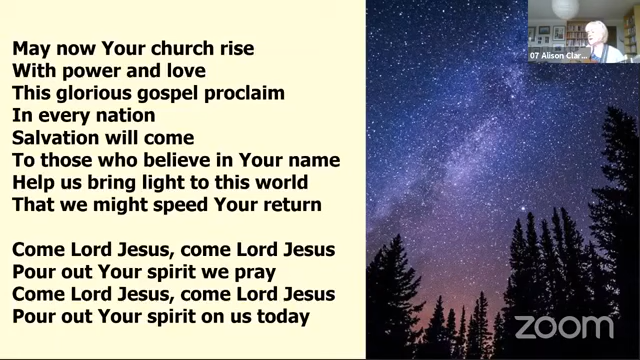 May now Your church rise
With power and love
This glorious gospel proclaim
In every nation
Salvation will come
To those who believe in Your name
Help us bring light to this world
That we might speed Your return
Come Lord Jesus, come Lord Jesus
Pour out Your spirit we pray
Come Lord Jesus, come Lord Jesus
Pour out Your spirit on us today
07 Alison Clar...
zoom